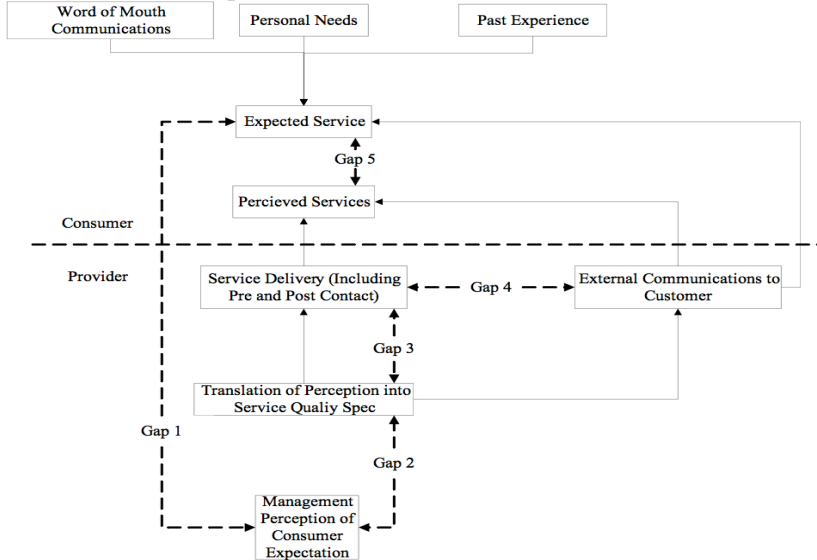 Word of Mouth
Communications
Personal Needs
Past Experience
Expected Service
Gap 5
Percieved Services
Consumer
Provider
Service Delivery (Including
Pre and Post Contact)
Gap 4
External Communications to
Customer
Gap 3
Translation of Perception into
Service Qualiy Spec
Gap 1
Gap 2
Management
Perception of
Consumer
Expectation